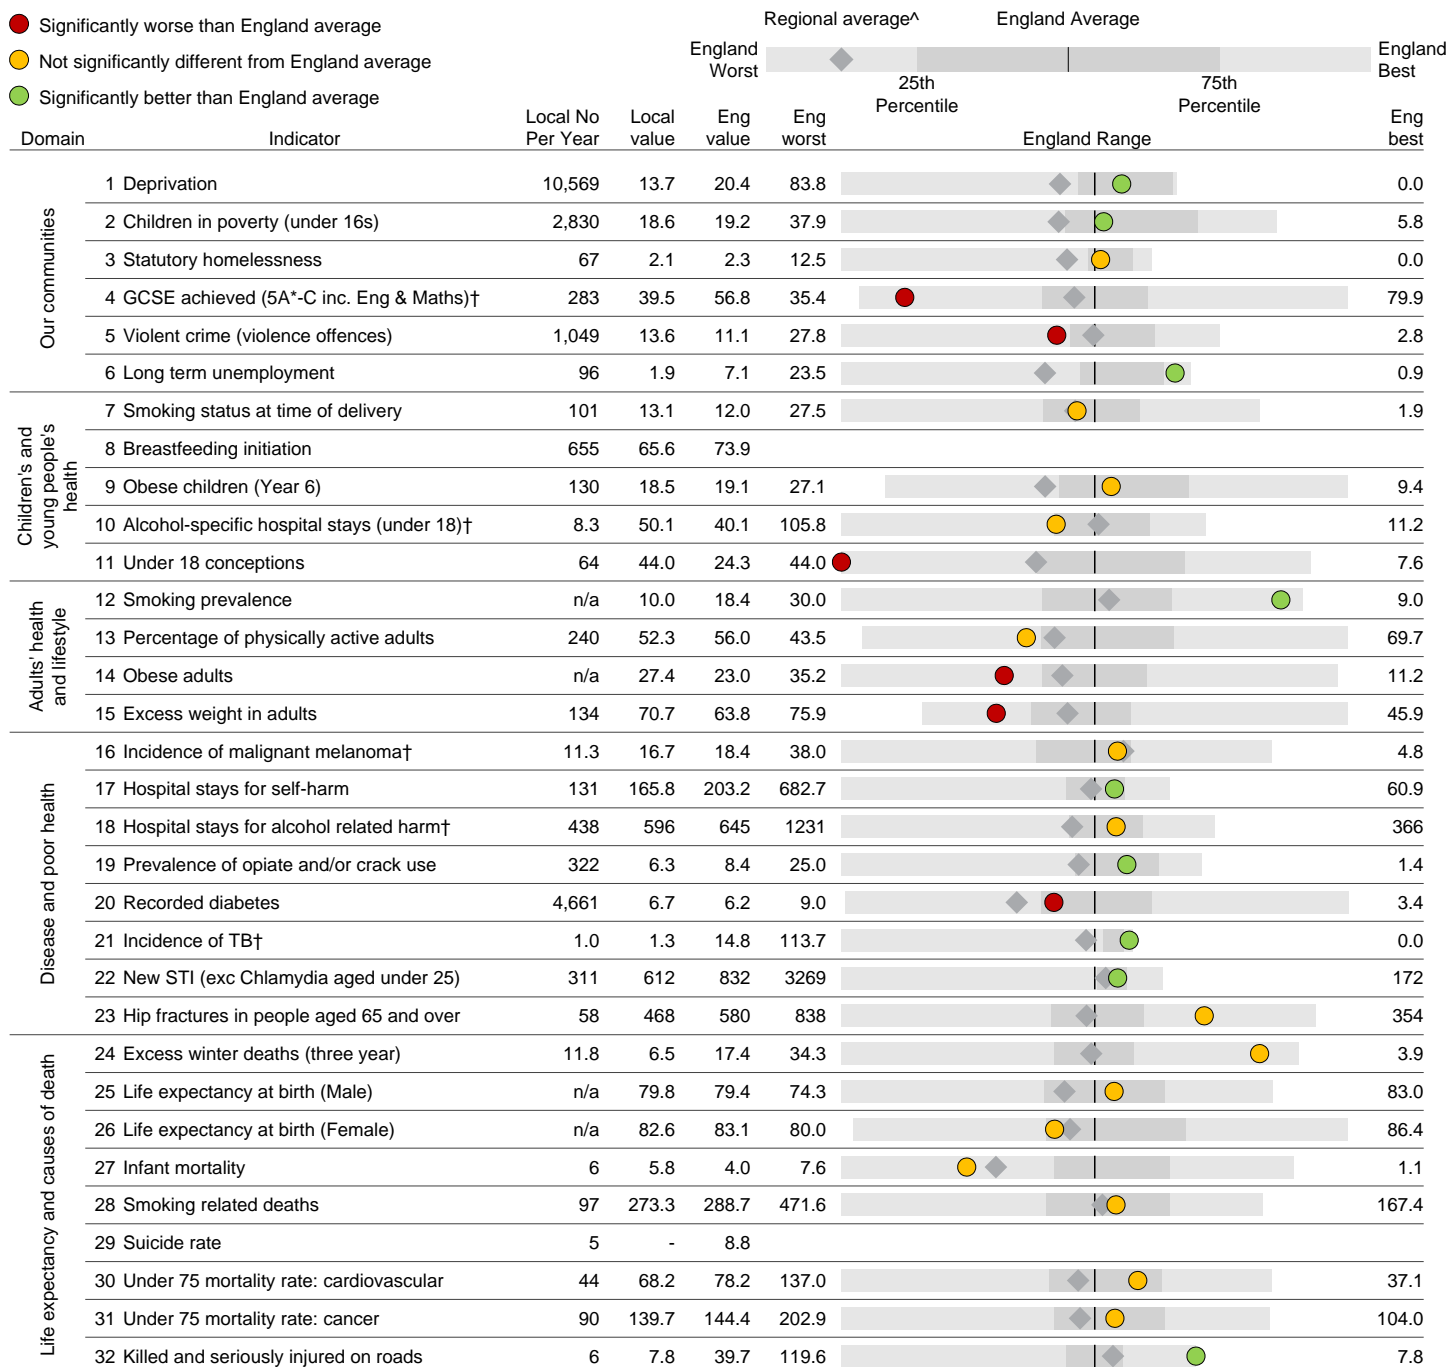 Significantly worse than England average
Not significantly different from England average
Significantly better than England average
Regional average^ England Average
England Worst England Best
25th Percentile 75th Percentile
Domain Indicator Local No Per Year Local value Eng value Eng worst England Range Eng best
Our communities
1 Deprivation 10,569 13.7 20.4 83.8 0.0
2 Children in poverty (under 16s) 2,830 18.6 19.2 37.9 5.8
3 Statutory homelessness 67 2.1 2.3 12.5 0.0
4 GCSE achieved (5A*-C inc. Eng & Maths)† 283 39.5 56.8 35.4 79.9
5 Violent crime (violence offences) 1,049 13.6 11.1 27.8 2.8
6 Long term unemployment 96 1.9 7.1 23.5 0.9
Children's and young people's health
7 Smoking status at time of delivery 101 13.1 12.0 27.5 1.9
8 Breastfeeding initiation 655 65.6 73.9
9 Obese children (Year 6) 130 18.5 19.1 27.1 9.4
10 Alcohol-specific hospital stays (under 18)† 8.3 50.1 40.1 105.8 11.2
11 Under 18 conceptions 64 44.0 24.3 44.0 7.6
Adults' health and lifestyle
12 Smoking prevalence n/a 10.0 18.4 30.0 9.0
13 Percentage of physically active adults 240 52.3 56.0 43.5 69.7
14 Obese adults n/a 27.4 23.0 35.2 11.2
15 Excess weight in adults 134 70.7 63.8 75.9 45.9
Disease and poor health
16 Incidence of malignant melanoma† 11.3 16.7 18.4 38.0 4.8
17 Hospital stays for self-harm 131 165.8 203.2 682.7 60.9
18 Hospital stays for alcohol related harm† 438 596 645 1231 366
19 Prevalence of opiate and/or crack use 322 6.3 8.4 25.0 1.4
20 Recorded diabetes 4,661 6.7 6.2 9.0 3.4
21 Incidence of TB† 1.0 1.3 14.8 113.7 0.0
22 New STI (exc Chlamydia aged under 25) 311 612 832 3269 172
23 Hip fractures in people aged 65 and over 58 468 580 838 354
Life expectancy and causes of death
24 Excess winter deaths (three year) 11.8 6.5 17.4 34.3 3.9
25 Life expectancy at birth (Male) n/a 79.8 79.4 74.3 83.0
26 Life expectancy at birth (Female) n/a 82.6 83.1 80.0 86.4
27 Infant mortality 6 5.8 4.0 7.6 1.1
28 Smoking related deaths 97 273.3 288.7 471.6 167.4
29 Suicide rate 5 - 8.8
30 Under 75 mortality rate: cardiovascular 44 68.2 78.2 137.0 37.1
31 Under 75 mortality rate: cancer 90 139.7 144.4 202.9 104.0
32 Killed and seriously injured on roads 6 7.8 39.7 119.6 7.8